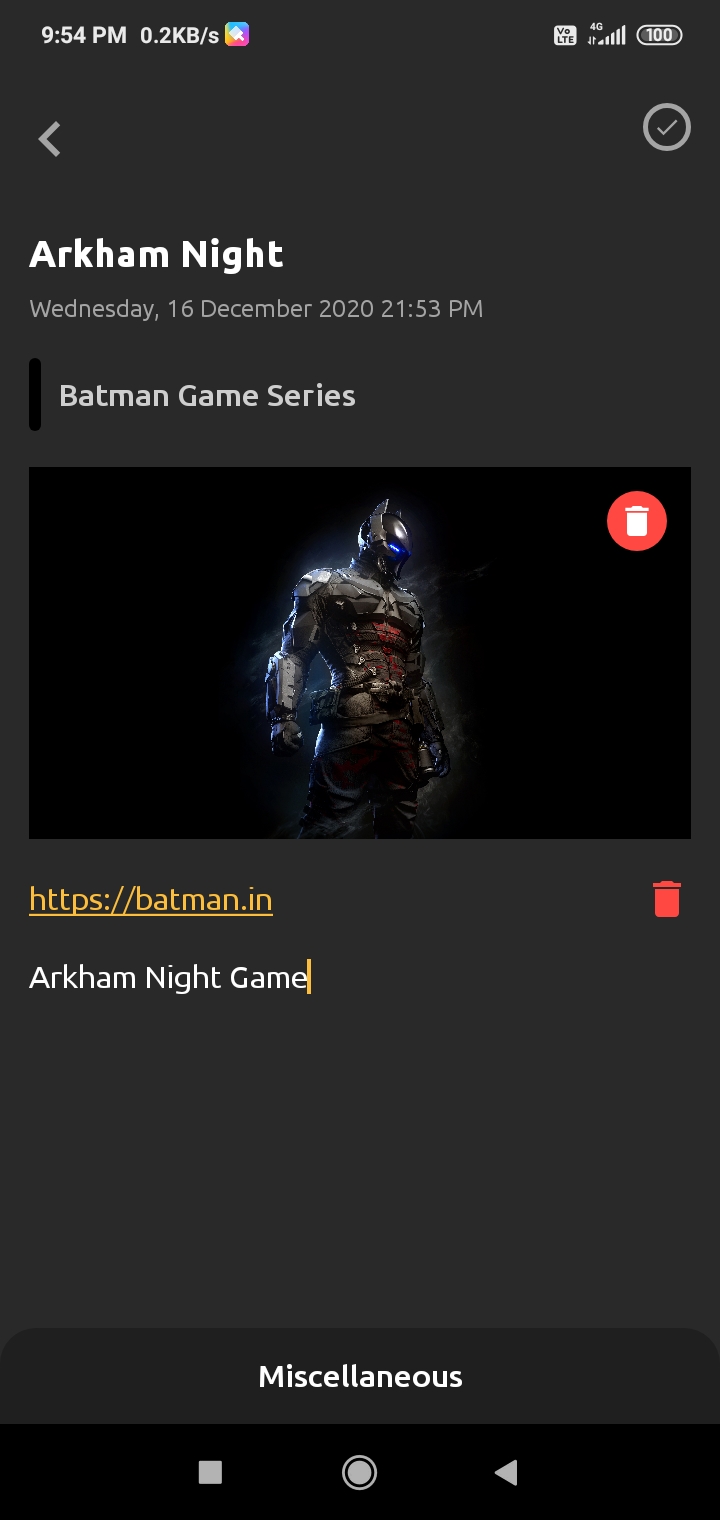 9:54 PM 0.2KB/s Vo LTE 4G 100
Arkham Night
Wednesday, 16 December 2020 21:53 PM
Batman Game Series
https://batman.in
Arkham Night Game
Miscellaneous